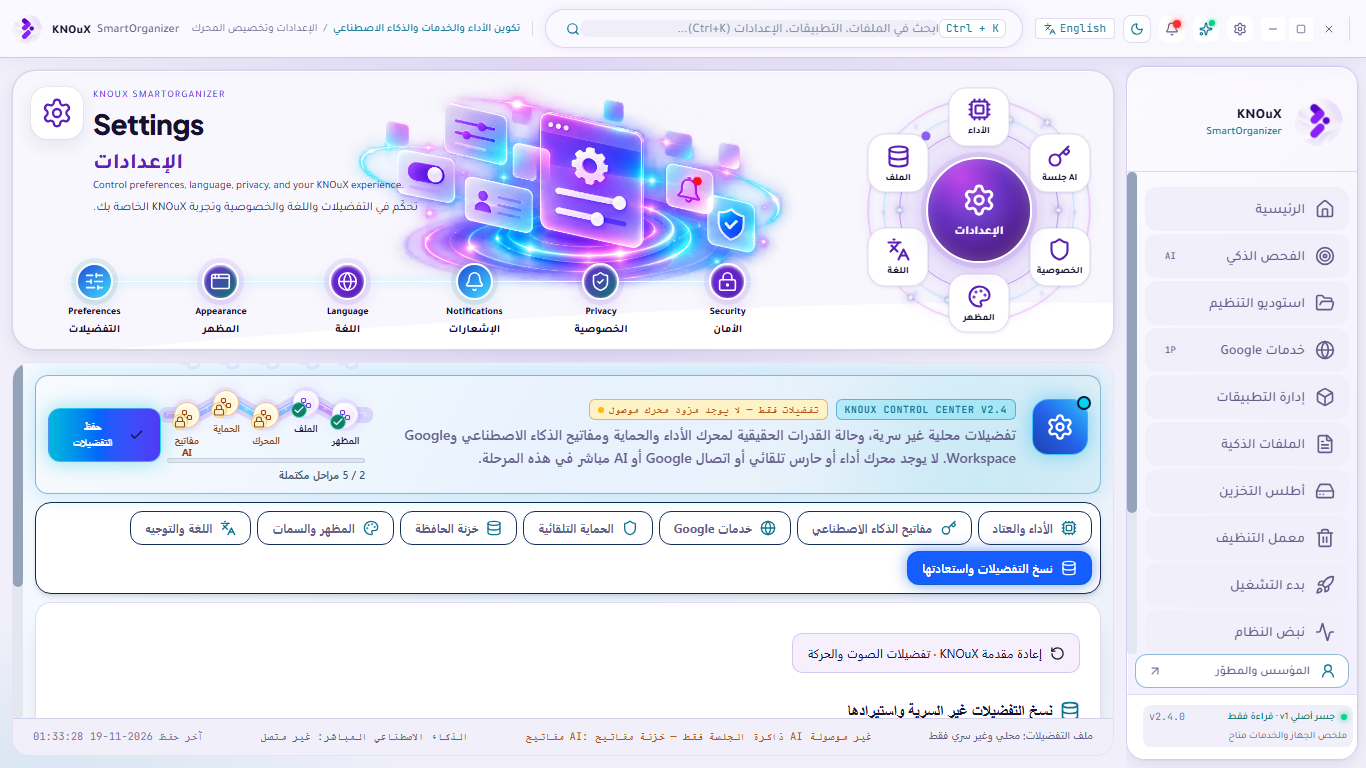 KNOuX SmartOrganizer
الإعدادات وتخصيص المحرك / تكوين الأداء والخدمات والذكاء الاصطناعي
ابحث في الملفات، التطبيقات، الإعدادات (Ctrl+K)...
Ctrl + K
English
KNOuX
SmartOrganizer
الرئيسية
الفحص الذكي
AI
استوديو التنظيم
خدمات Google
1P
إدارة التطبيقات
الملفات الذكية
أطلس التخزين
معمل التنظيف
بدء التشغيل
نبض النظام
المؤسس والمطوّر
جسر أصلي v1 · قراءة فقط
v2.4.0
ملخص الجهاز والخدمات متاح
KNOUX SMARTORGANIZER
Settings
الإعدادات
Control preferences, language, privacy, and your KNOuX experience.
تحكّم في التفضيلات واللغة والخصوصية وتجربة KNOuX الخاصة بك.
Preferences
التفضيلات
Appearance
المظهر
Language
اللغة
Notifications
الإشعارات
Privacy
الخصوصية
Security
الأمان
الأداء
AI جلسة
الملف
الإعدادات
الخصوصية
اللغة
المظهر
KNOUX CONTROL CENTER V2.4
تفضيلات فقط — لا يوجد مزود محرك موصول
تفضيلات محلية غير سرية، وحالة القدرات الحقيقية لمحرك الأداء والحماية ومفاتيح الذكاء الاصطناعي وGoogle
Workspace. لا يوجد محرك أداء أو حارس تلقائي أو اتصال Google أو AI مباشر في هذه المرحلة.
المظهر
الملف
المحرك
الحماية
مفاتيح
AI
2 / 5 مراحل مكتملة
حفظ
التفضيلات
الأداء والعتاد
مفاتيح الذكاء الاصطناعي
خدمات Google
الحماية التلقائية
خزنة الحافظة
المظهر والسمات
اللغة والتوجيه
نسخ التفضيلات واستعادتها
إعادة مقدمة KNOuX · تفضيلات الصوت والحركة
نسخ التفضيلات غير السرية واستيرادها
ملف التفضيلات: محلي وغير سري فقط
مفاتيح AI: خزنة مفاتيح — ذاكرة الجلسة فقط AI غير موصولة
الذكاء الاصطناعي المباشر: غير متصل
آخر حفظ 2026-11-19 01:33:28